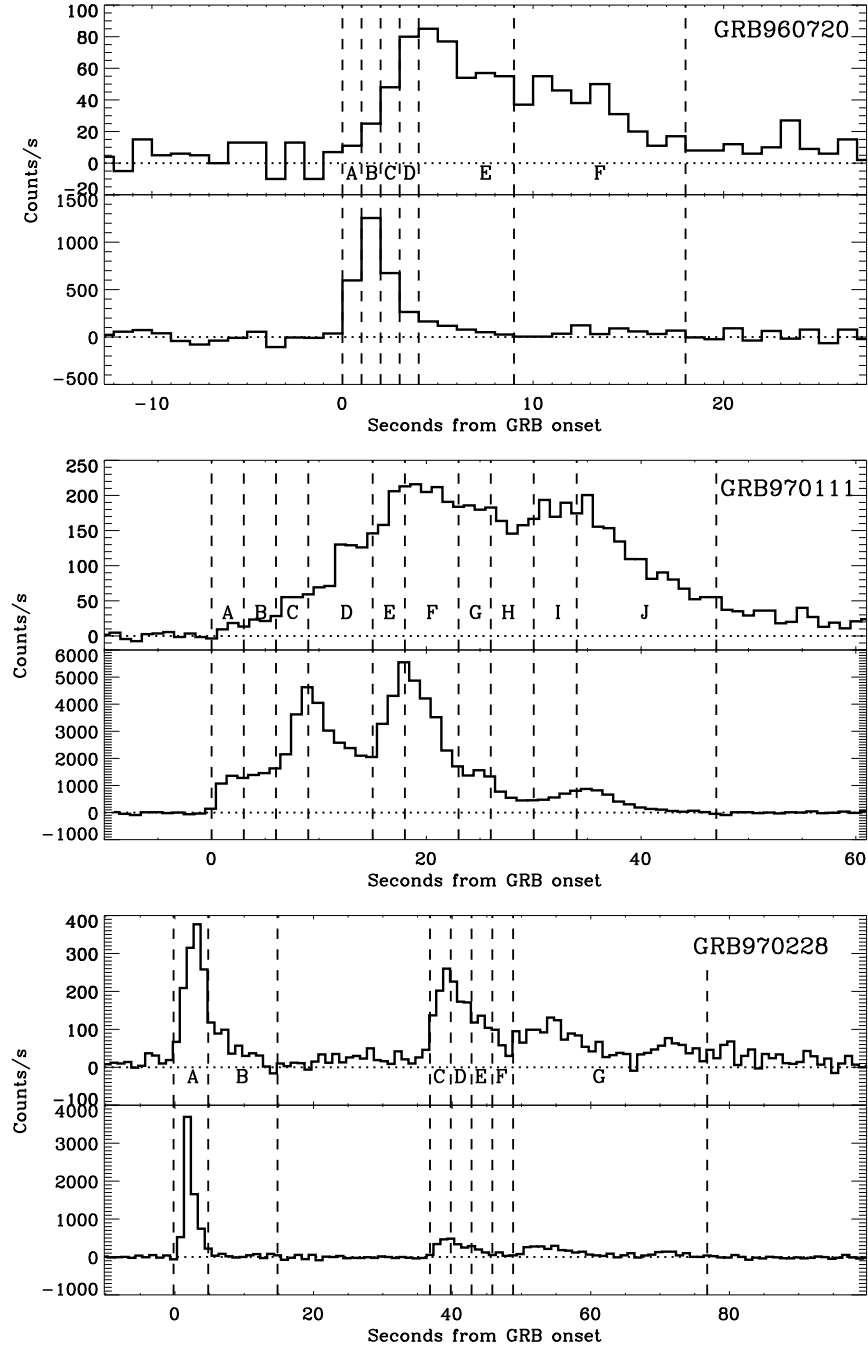 GRB960720
100
80
60
40
20
0
-20
A B C D E F
Counts/s
1500
1000
500
0
-500
-10 0 10 20
Seconds from GRB onset
GRB970111
250
200
150
100
50
0
A B C D E F G H I J
Counts/s
6000
5000
4000
3000
2000
1000
0
-1000
0 20 40 60
Seconds from GRB onset
GRB970228
400
300
200
100
0
-100
A B C D E F G
Counts/s
4000
3000
2000
1000
0
-1000
0 20 40 60 80
Seconds from GRB onset